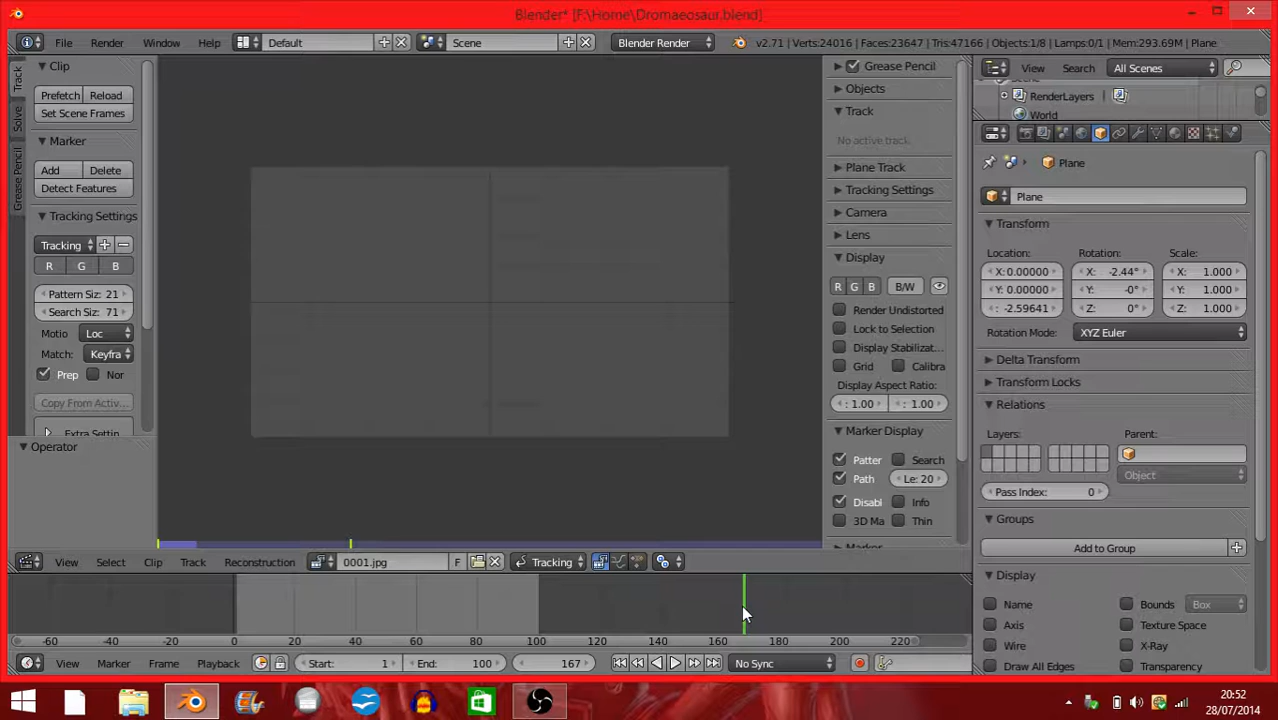 Blender* [F:\Home\Dromaeosaur.blend]
File Render Window Help Default Scene Blender Render v2.71 | Verts:24016 | Faces:23647 | Tris:47166 | Objects:1/8 | Lamps:0/1 | Mem:293.69M | Plane
Track
Solve
Grease Pencil
Clip
Prefetch Reload
Set Scene Frames
Marker
Add Delete
Detect Features
Tracking Settings
Tracking
R G B
Pattern Siz: 21
Search Siz: 71
Motio Loc
Match: Keyfra
Prep Nor
Copy From Activ...
Extra Settin
Operator
Grease Pencil
Objects
Track
No active track
Plane Track
Tracking Settings
Camera
Lens
Display
R G B B/W
Render Undistorted
Lock to Selection
Display Stabilizat...
Grid Calibra
Display Aspect Ratio:
: 1.00 : 1.00
Marker Display
Patter Search
Path Le: 20
Disabl Info
3D Ma Thin
View Search All Scenes
RenderLayers
World
Plane
Plane
Transform
Location: Rotation: Scale:
X: 0.00000 X: -2.44° X: 1.000
Y: 0.00000 Y: -0° Y: 1.000
: -2.59641 Z: 0° Z: 1.000
Rotation Mode: XYZ Euler
Delta Transform
Transform Locks
Relations
Layers: Parent:
Object
Pass Index: 0
Groups
Add to Group
Display
Name Bounds Box
Axis Texture Space
Wire X-Ray
Draw All Edges Transparency
View Select Clip Track Reconstruction 0001.jpg F Tracking
-60 -40 -20 0 20 40 60 80 100 120 140 160 180 200 220
View Marker Frame Playback Start: 1 End: 100 167 No Sync
20:52
28/07/2014